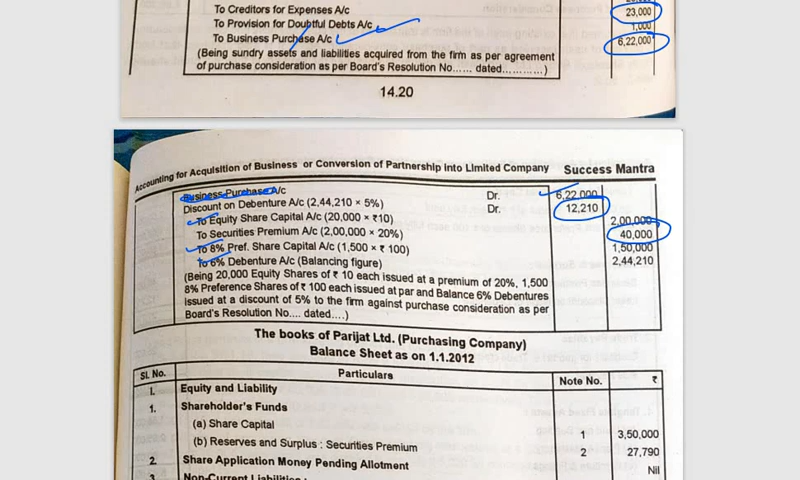 To Creditors for Expenses A/c 23,000
To Provision for Doubtful Debts A/c 1,000
To Business Purchase A/c 6,22,000
(Being sundry assets and liabilities acquired from the firm as per agreement
of purchase consideration as per Board's Resolution No...... dated..........)
14.20
Accounting for Acquisition of Business or Conversion of Partnership into Limited Company Success Mantra
Business Purchase A/c Dr. 6,22,000
Discount on Debenture A/c (2,44,210 × 5%) Dr. 12,210
To Equity Share Capital A/c (20,000 × ₹10) 2,00,000
To Securities Premium A/c (2,00,000 × 20%) 40,000
To 8% Pref. Share Capital A/c (1,500 × ₹ 100) 1,50,000
To 6% Debenture A/c (Balancing figure) 2,44,210
(Being 20,000 Equity Shares of ₹ 10 each issued at a premium of 20%, 1,500
8% Preference Shares of ₹ 100 each issued at par and Balance 6% Debentures
issued at a discount of 5% to the firm against purchase consideration as per
Board's Resolution No.... dated....)
The books of Parijat Ltd. (Purchasing Company)
Balance Sheet as on 1.1.2012
Sl. No. Particulars Note No. ₹
I. Equity and Liability
1. Shareholder's Funds
(a) Share Capital 1 3,50,000
(b) Reserves and Surplus : Securities Premium 2 27,790
2. Share Application Money Pending Allotment Nil
3. Non-Current Liabilities :